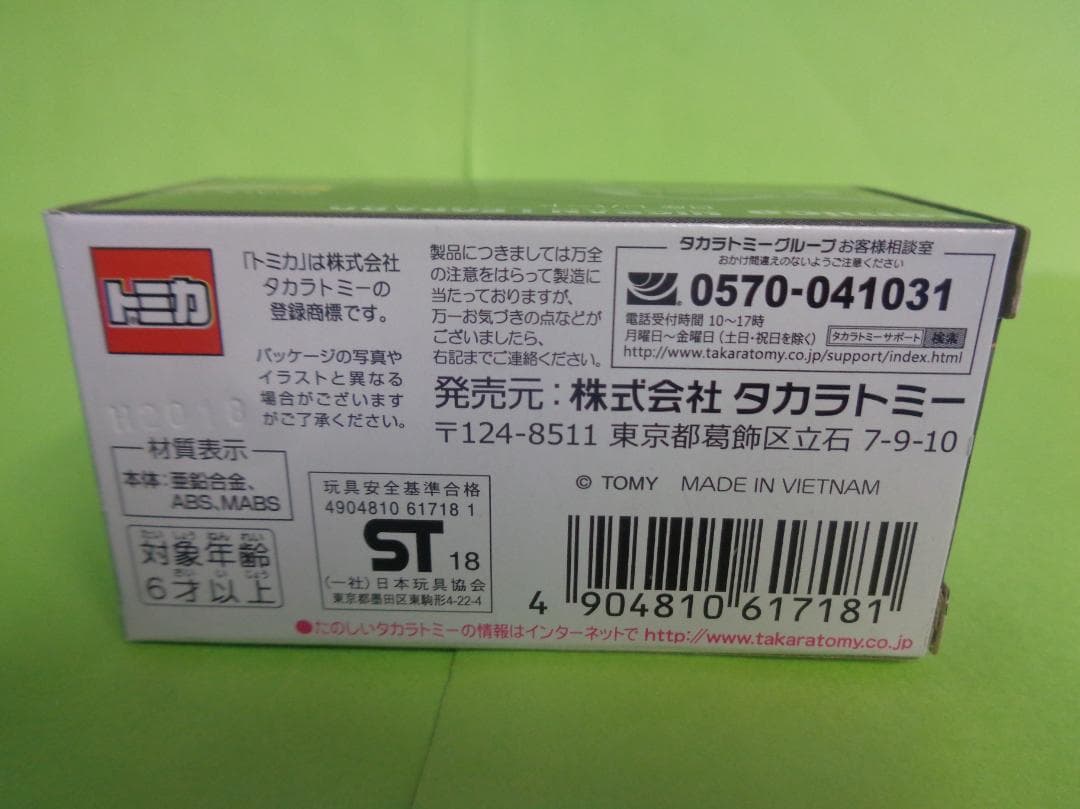 トミカ
「トミカ」は株式会社
タカラトミーの
登録商標です。
パッケージの写真や
イラストと異なる
場合がございます
がご了承ください。
製品につきましては万全
の注意をはらって製造に
当たっておりますが、
万一お気づきの点などが
ございましたら、
右記までご連絡ください。
タカラトミーグループ お客様相談室
おかけ間違えのないようご注意ください
0570-041031
電話受付時間 10〜17時
月曜日〜金曜日(土日・祝日を除く) タカラトミーサポート 検索
http://www.takaratomy.co.jp/support/index.html
発売元:株式会社 タカラトミー
〒124-8511 東京都葛飾区立石 7-9-10
材質表示
本体:亜鉛合金、
ABS、MABS
たいしょうねんれい
対象年齢
6才以上
さいいじょう
玩具安全基準合格
4904810 61718 1
ST 18
(一社)日本玩具協会
東京都墨田区東駒形4-22-4
© TOMY MADE IN VIETNAM
4 904810 617181
●たのしいタカラトミーの情報はインターネットで http://www.takaratomy.co.jp